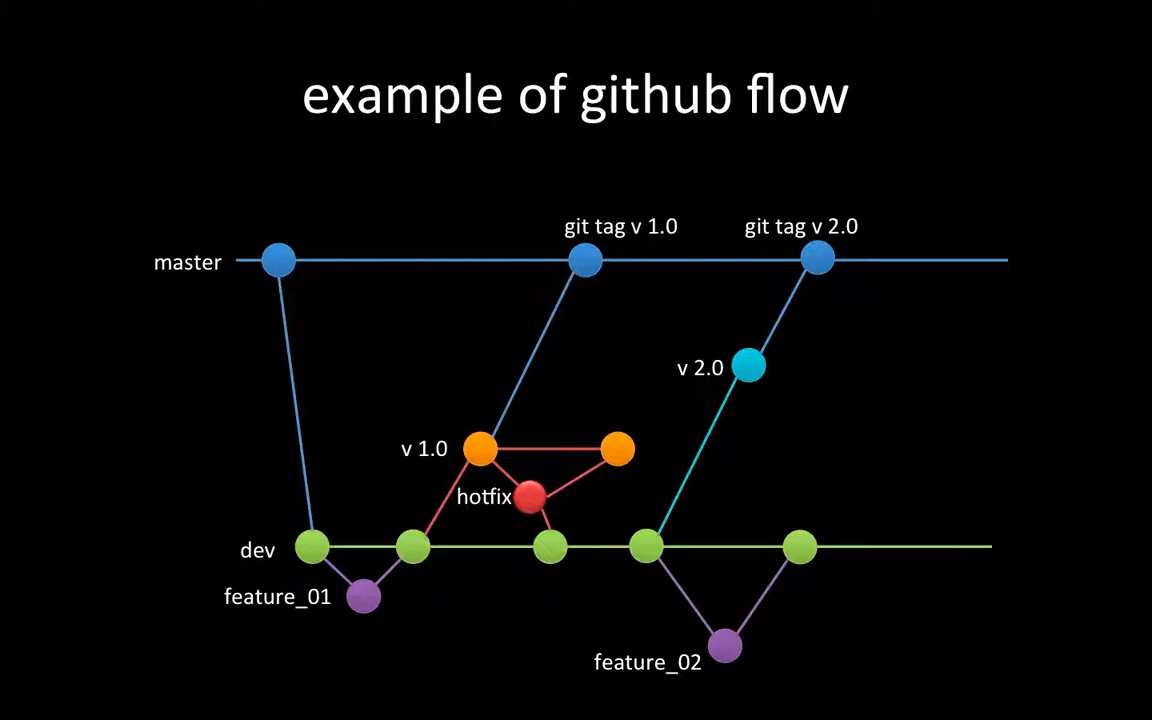 example of github flow
git tag v 1.0
git tag v 2.0
master
v 2.0
v 1.0
hotfix
dev
feature_01
feature_02